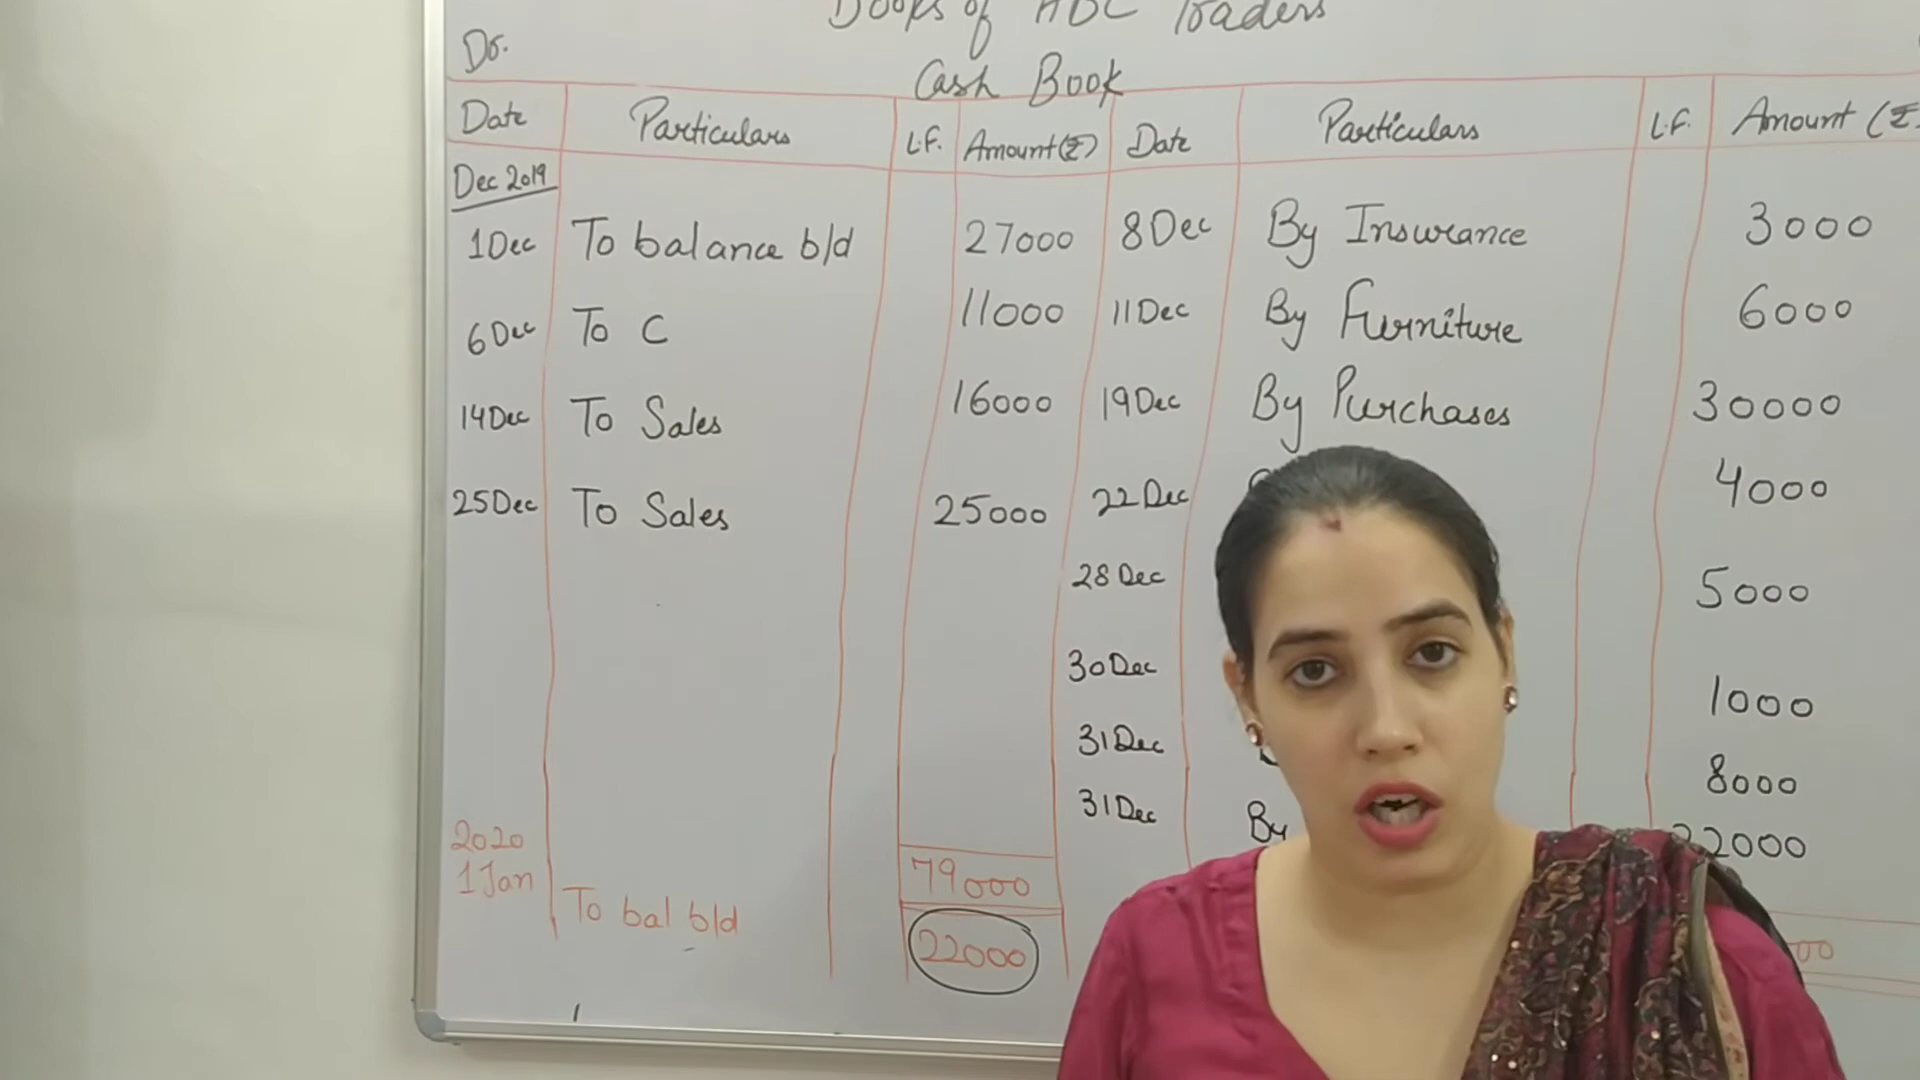 Books of ABC Traders
Dr.
Cash Book
Date Particulars L.F. Amount(₹) Date Particulars L.F. Amount (₹
Dec 2019
1 Dec To balance b/d 27000 8 Dec By Insurance 3000
6 Dec To C 11000 11 Dec By Furniture 6000
14 Dec To Sales 16000 19 Dec By Purchases 30000
25 Dec To Sales 25000 22 Dec 4000
28 Dec 5000
30 Dec 1000
31 Dec 8000
31 Dec By 22000
2020
79000
1 Jan To bal b/d 22000